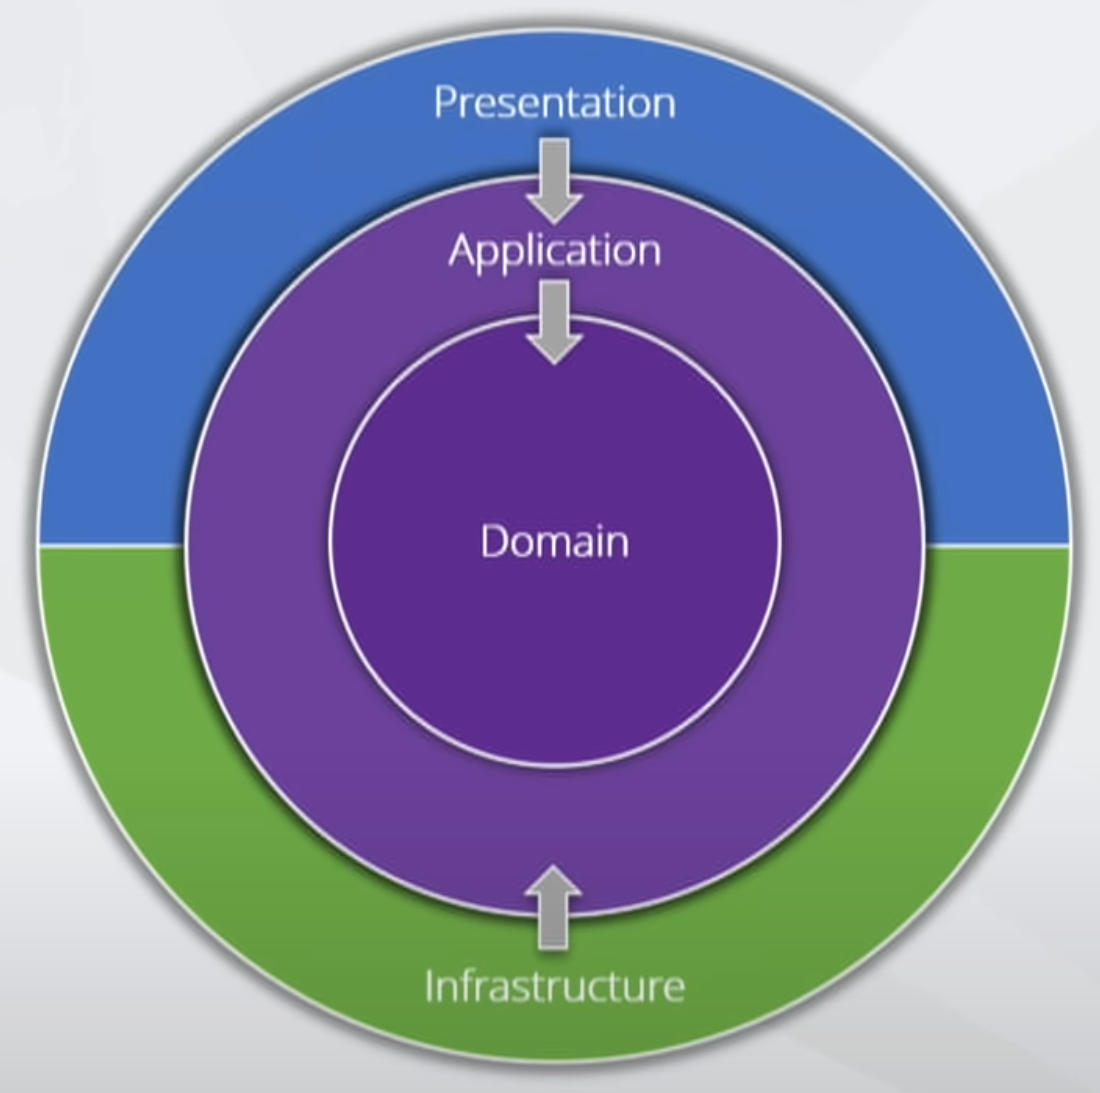 Presentation
Application
Domain
Infrastructure